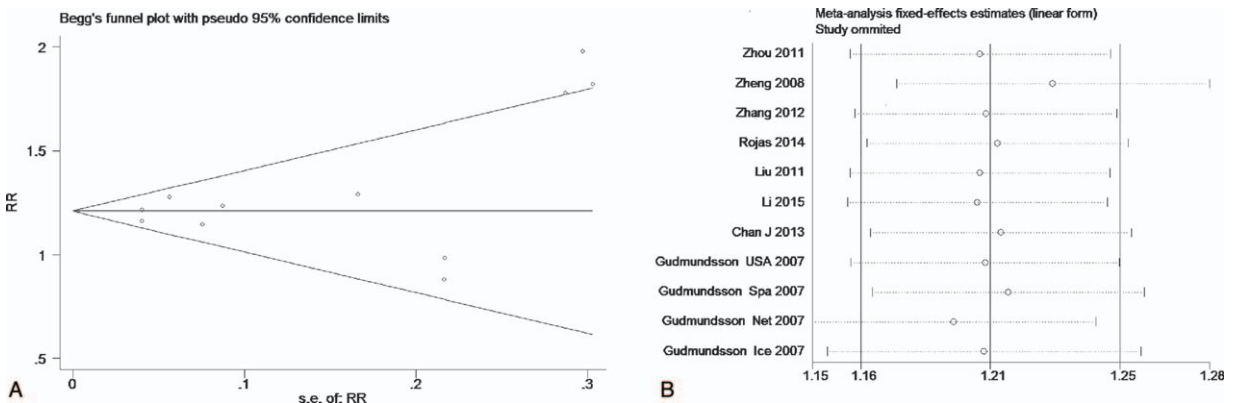 Begg's funnel plot with pseudo 95% confidence limits
RR
2
1.5
1
.5
0
.1
.2
.3
s.e. of: RR
A
Meta-analysis fixed-effects estimates (linear form)
Study ommited
Zhou 2011
Zheng 2008
Zhang 2012
Rojas 2014
Liu 2011
Li 2015
Chan J 2013
Gudmundsson USA 2007
Gudmundsson Spa 2007
Gudmundsson Net 2007
Gudmundsson Ice 2007
1.15
1.16
1.21
1.25
1.28
B